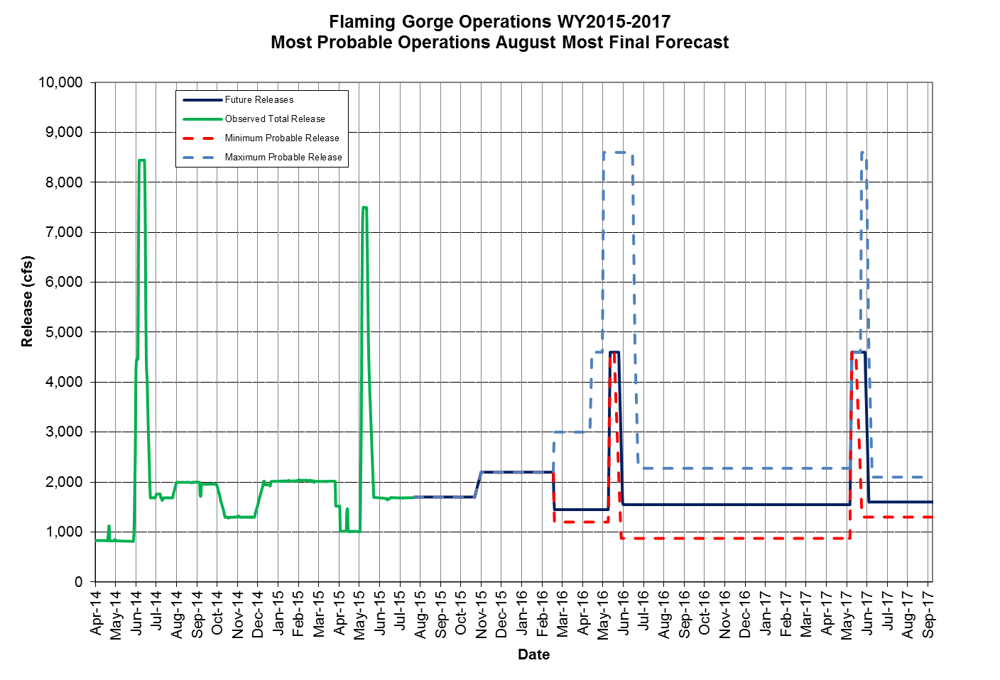 Flaming Gorge Operations WY2015-2017
Most Probable Operations August Most Final Forecast
10,000
9,000
8,000
7,000
6,000
5,000
4,000
3,000
2,000
1,000
0
Release (cfs)
Future Releases
Observed Total Release
Minimum Probable Release
Maximum Probable Release
Apr-14
May-14
Jun-14
Jul-14
Aug-14
Sep-14
Oct-14
Nov-14
Dec-14
Jan-15
Feb-15
Mar-15
Apr-15
May-15
Jun-15
Jul-15
Aug-15
Sep-15
Oct-15
Nov-15
Dec-15
Jan-16
Feb-16
Mar-16
Apr-16
May-16
Jun-16
Jul-16
Aug-16
Sep-16
Oct-16
Nov-16
Dec-16
Jan-17
Feb-17
Mar-17
Apr-17
May-17
Jun-17
Jul-17
Aug-17
Sep-17
Date